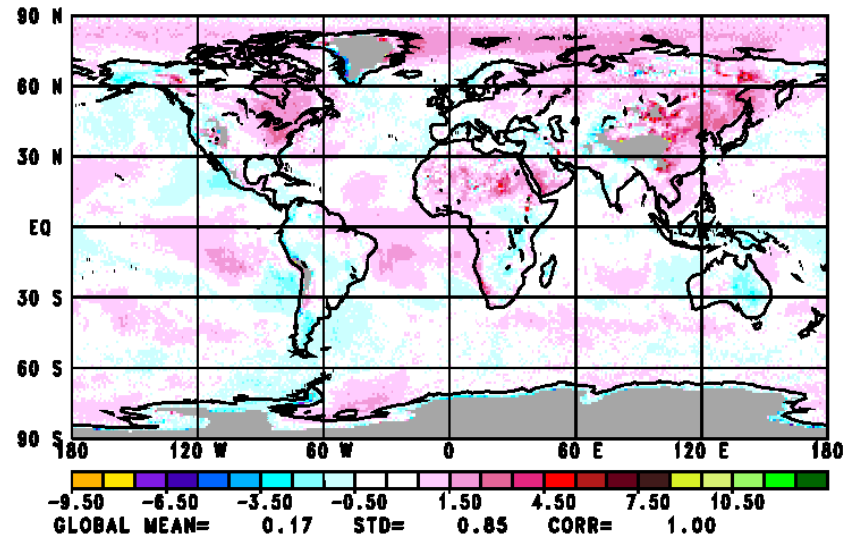 90 N
60 N
30 N
EQ
30 S
60 S
90 S
180 120 W 60 W 0 60 E 120 E 180
-9.50 -6.50 -3.50 -0.50 1.50 4.50 7.50 10.50
GLOBAL MEAN= 0.17 STD= 0.85 CORR= 1.00